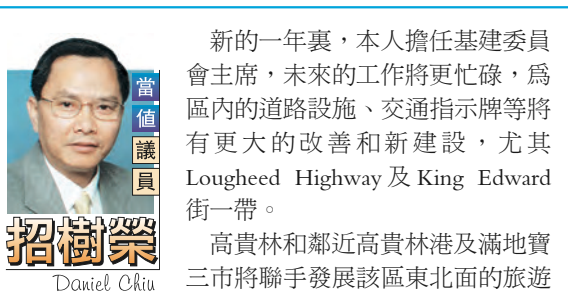 當
值
議
員
招樹榮
Daniel Chiu
新的一年裏，本人擔任基建委員
會主席，未來的工作將更忙碌，爲
區內的道路設施、交通指示牌等將
有更大的改善和新建設，尤其
Lougheed Highway 及 King Edward
街一帶。
高貴林和鄰近高貴林港及滿地寶
三市將聯手發展該區東北面的旅遊